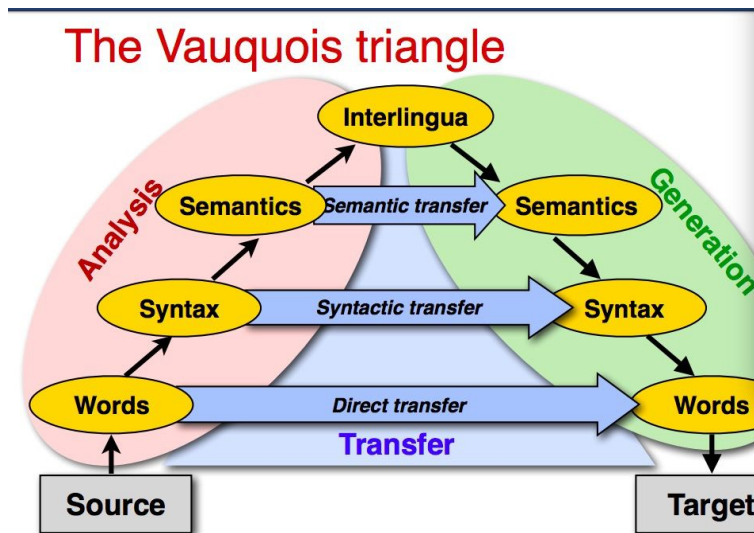 The Vauquois triangle
Interlingua
Analysis
Generation
Semantics
Semantic transfer
Semantics
Syntax
Syntactic transfer
Syntax
Words
Direct transfer
Words
Transfer
Source
Target